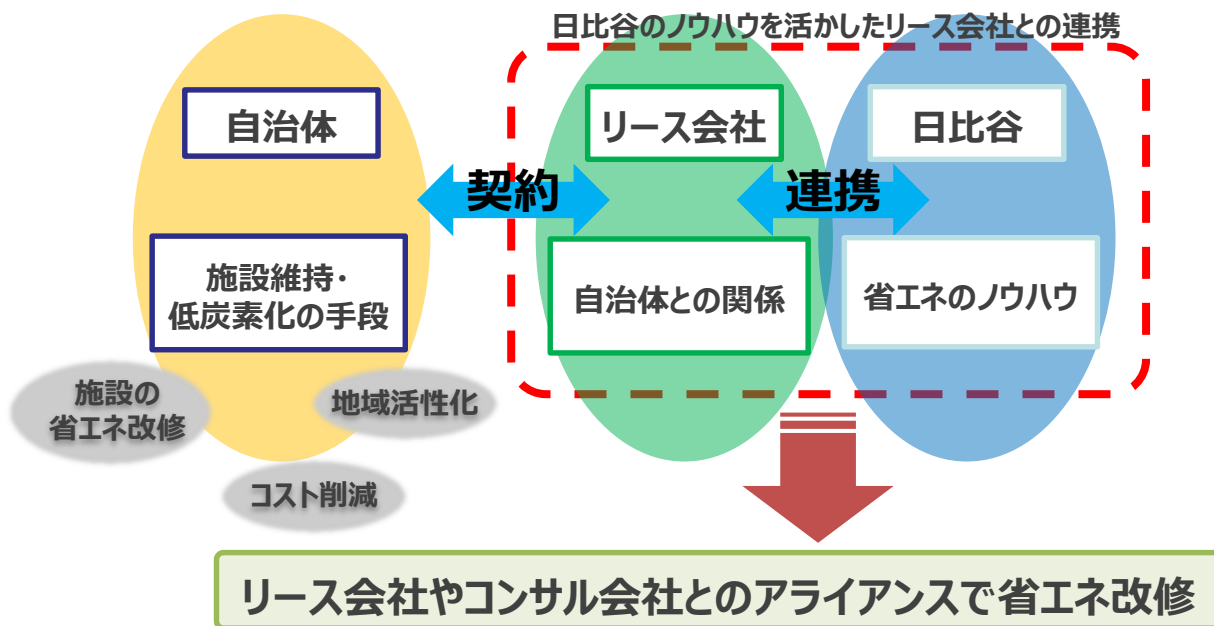 日比谷のノウハウを活かしたリース会社との連携
自治体
リース会社
日比谷
契約
連携
施設維持・
低炭素化の手段
自治体との関係
省エネのノウハウ
施設の
省エネ改修
地域活性化
コスト削減
リース会社やコンサル会社とのアライアンスで省エネ改修